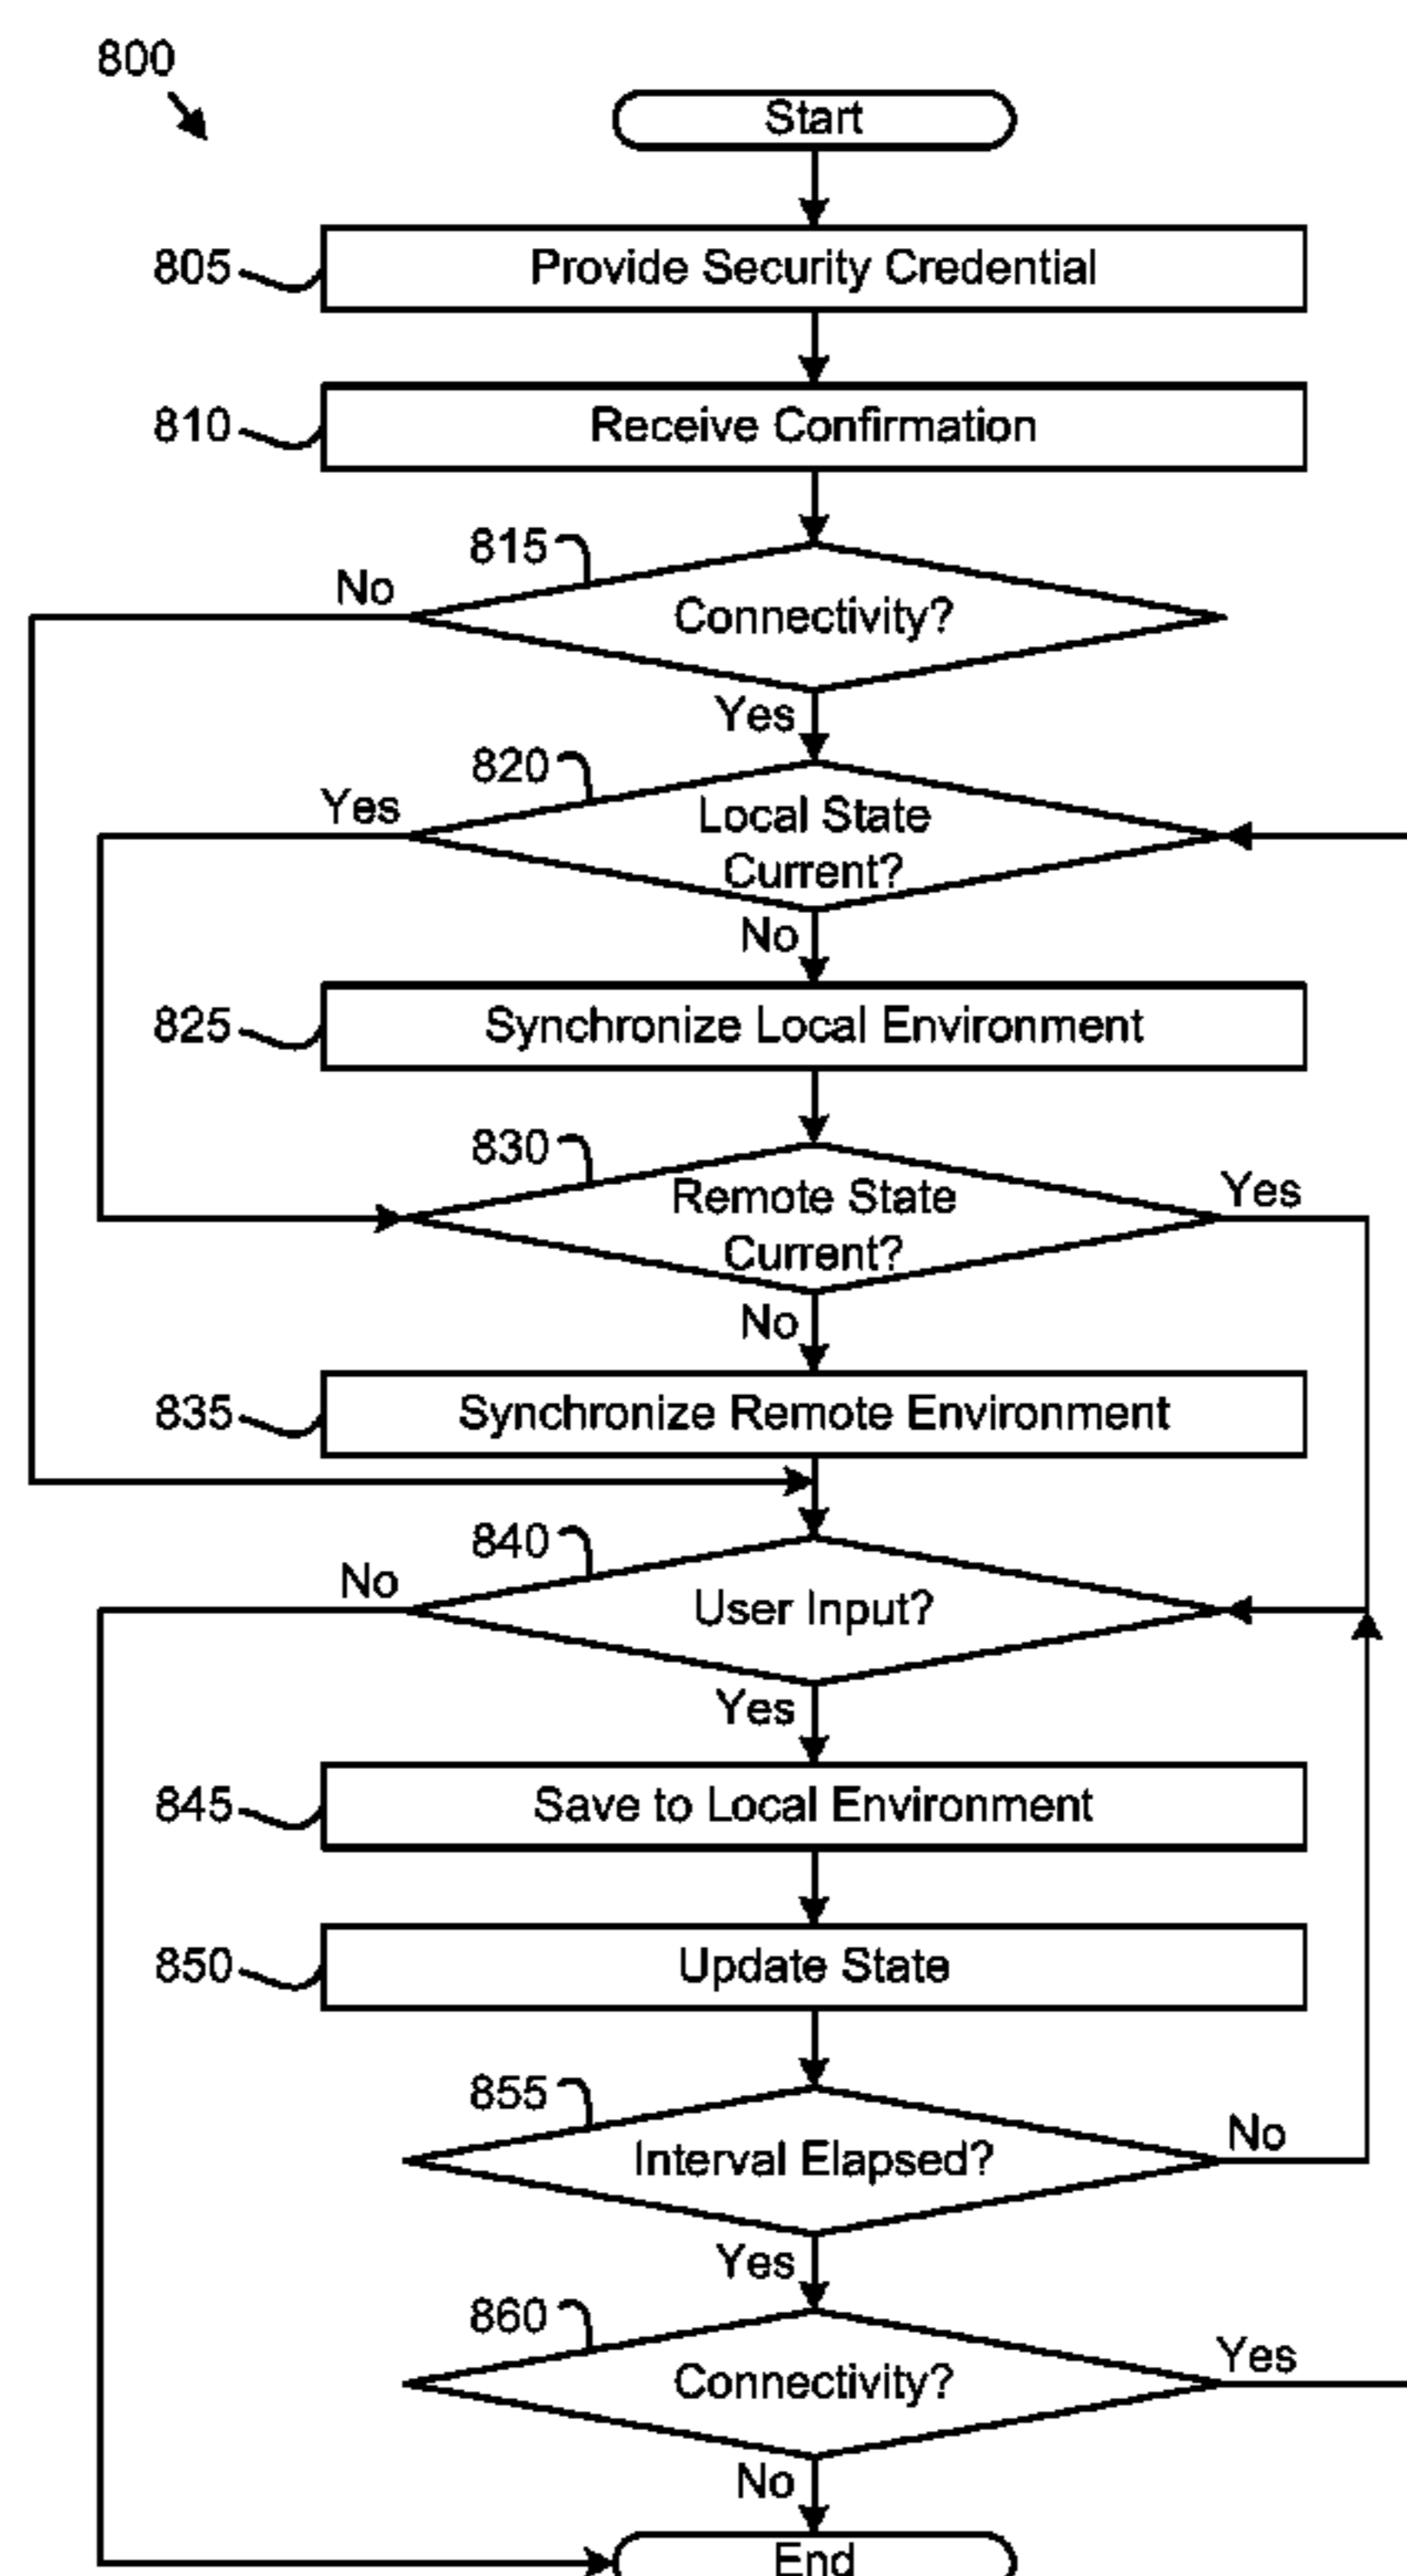 800
Start
805
Provide Security Credential
810
Receive Confirmation
815
No
Connectivity?
Yes
820
Yes
Local State
Current?
No
825
Synchronize Local Environment
830
Remote State
Yes
Current?
No
835
Synchronize Remote Environment
840
No
User Input?
Yes
845
Save to Local Environment
850
Update State
855
Interval Elapsed?
No
Yes
860
Connectivity?
Yes
No
End